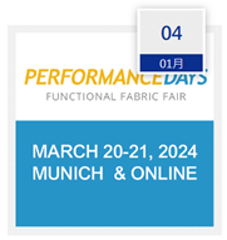 04
01月
PERFORMANCEDAYS
FUNCTIONAL FABRIC FAIR
MARCH 20-21, 2024
MUNICH & ONLINE